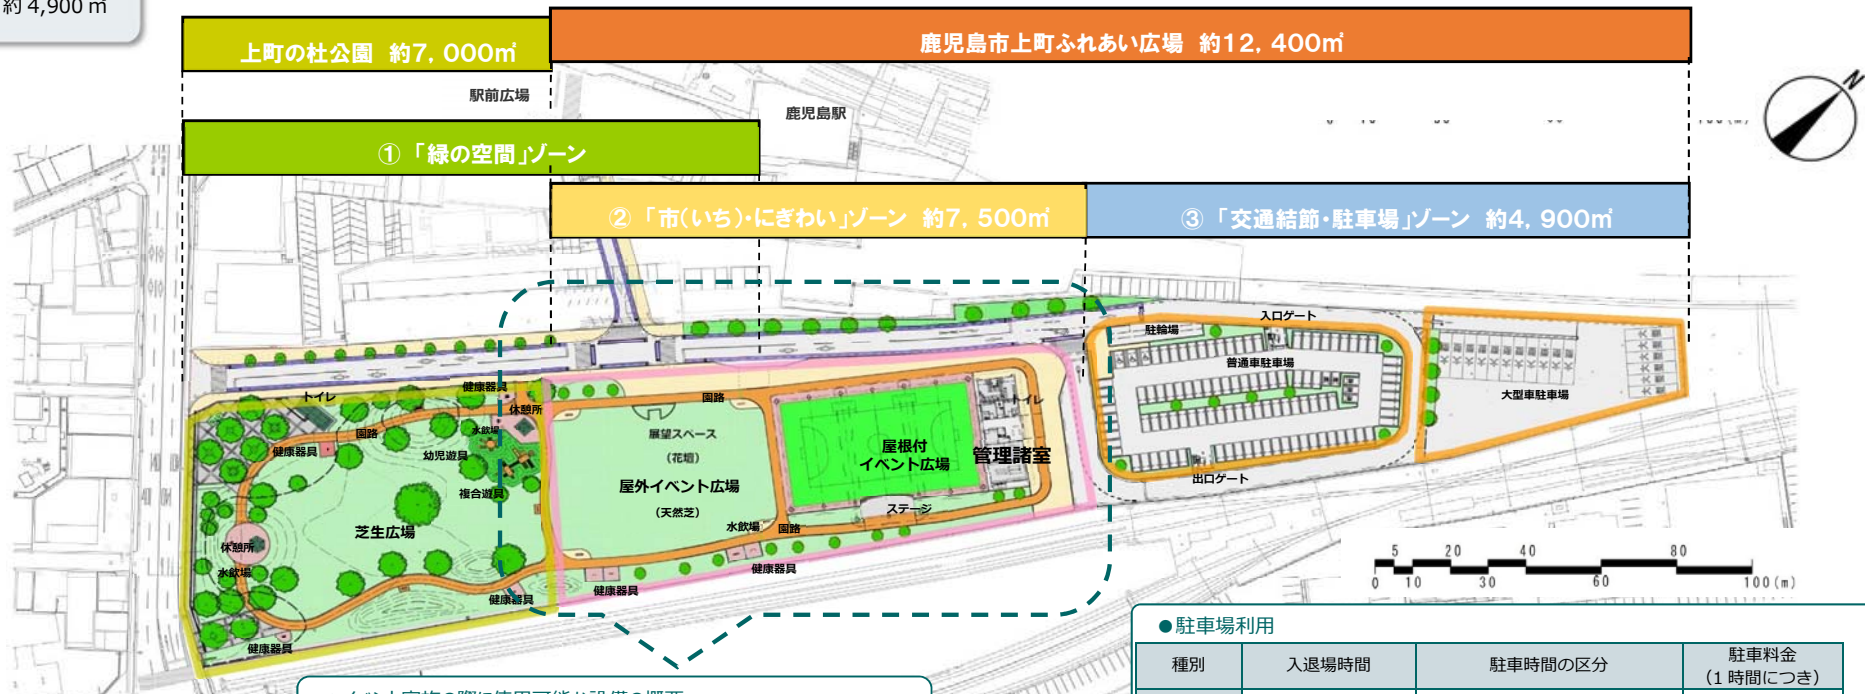 約 4,900 ㎡
上町の杜公園 約7,000㎡
鹿児島市上町ふれあい広場 約12,400㎡
駅前広場
鹿児島駅
N
①「緑の空間」ゾーン
②「市(いち)・にぎわい」ゾーン 約7,500㎡
③「交通結節・駐車場」ゾーン 約4,900㎡
入口ゲート
駐輪場
普通車駐車場
大型車駐車場
出口ゲート
トイレ
健康器具
休憩所
園路
水飲場
健康器具
幼児遊具
複合遊具
芝生広場
休憩所
水飲場
健康器具
健康器具
園路
展望スペース
(花壇)
屋外イベント広場
(天然芝)
屋根付
イベント広場
トイレ
管理諸室
ステージ
水飲場
園路
健康器具
健康器具
5 20 40 80
0 10 30 60 100(m)
●駐車場利用
種別 入退場時間 駐車時間の区分 駐車料金
(1 時間につき)